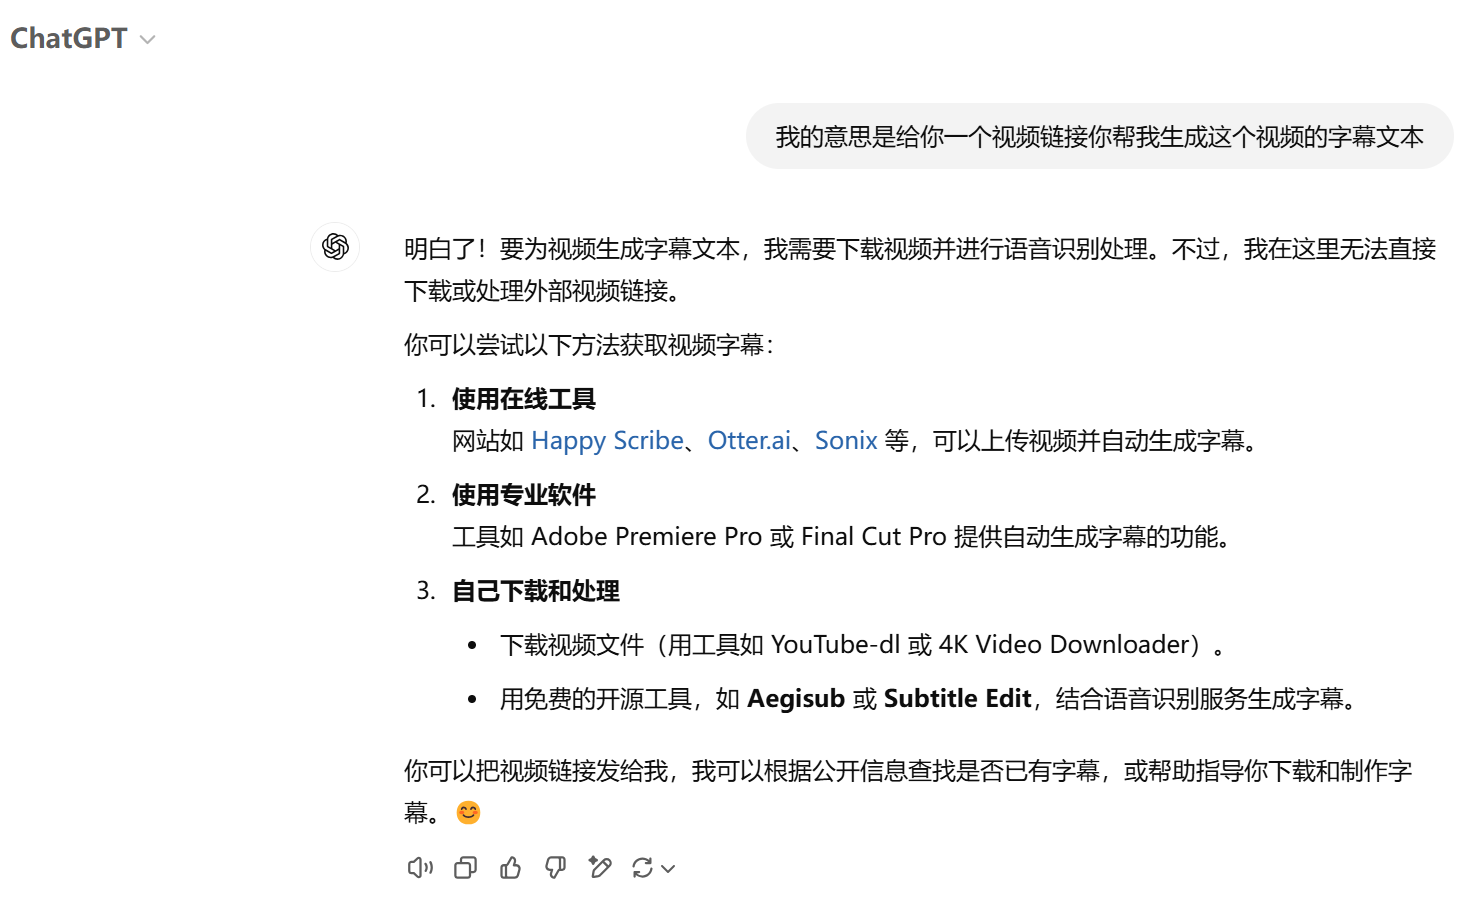 ChatGPT
我的意思是给你一个视频链接你帮我生成这个视频的字幕文本
明白了！要为视频生成字幕文本，我需要下载视频并进行语音识别处理。不过，我在这里无法直接
下载或处理外部视频链接。
你可以尝试以下方法获取视频字幕：
1. 使用在线工具
网站如 Happy Scribe、Otter.ai、Sonix 等，可以上传视频并自动生成字幕。
2. 使用专业软件
工具如 Adobe Premiere Pro 或 Final Cut Pro 提供自动生成字幕的功能。
3. 自己下载和处理
• 下载视频文件（用工具如 YouTube-dl 或 4K Video Downloader）。
• 用免费的开源工具，如 Aegisub 或 Subtitle Edit，结合语音识别服务生成字幕。
你可以把视频链接发给我，我可以根据公开信息查找是否已有字幕，或帮助指导你下载和制作字
幕。😊